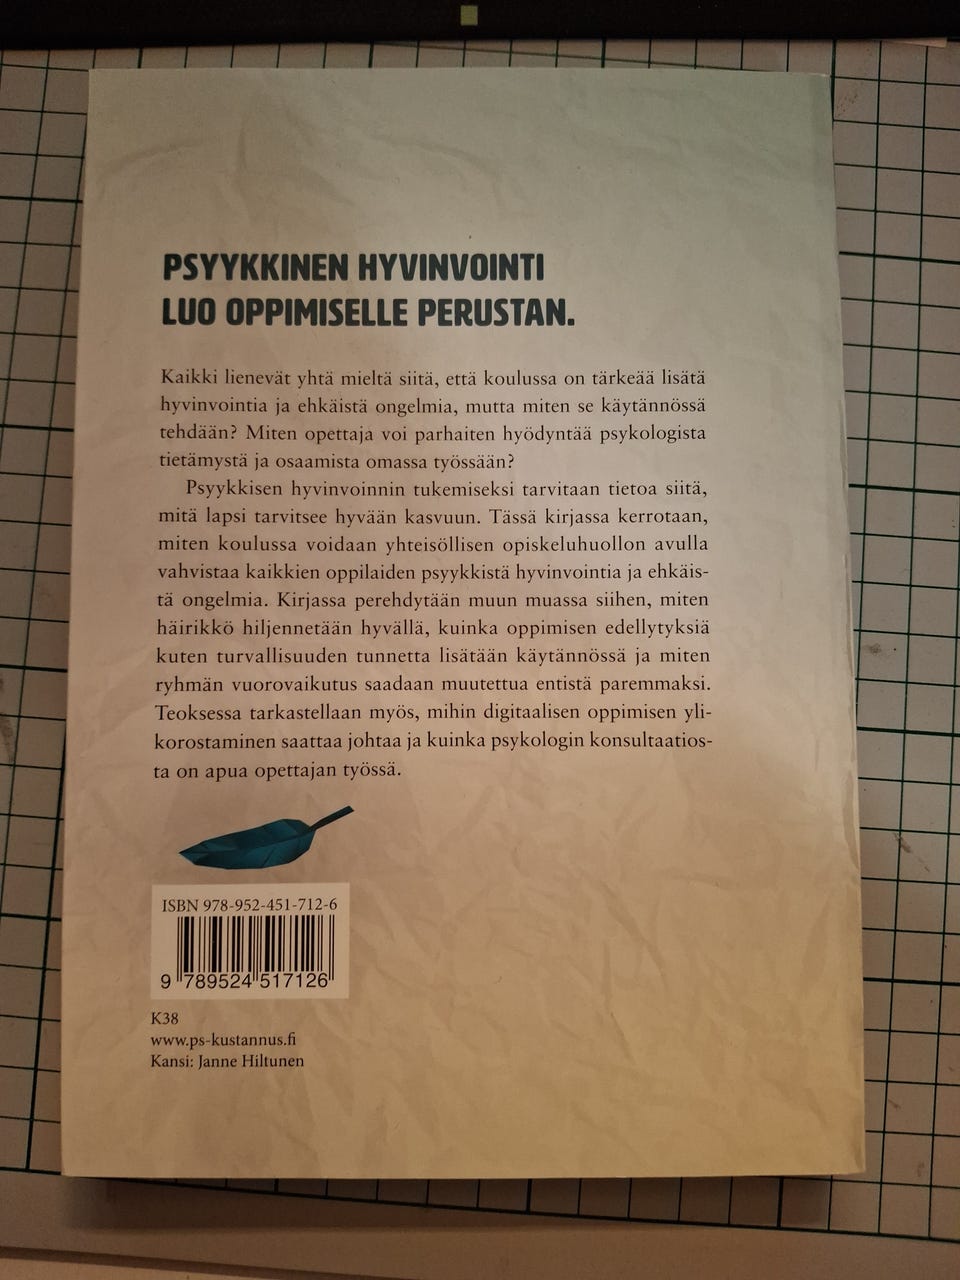 PSYYKKINEN HYVINVOINTI
LUO OPPIMISELLE PERUSTAN.
Kaikki lienevät yhtä mieltä siitä, että koulussa on tärkeää lisätä
hyvinvointia ja ehkäistä ongelmia, mutta miten se käytännössä
tehdään? Miten opettaja voi parhaiten hyödyntää psykologista
tietämystä ja osaamista omassa työssään?
Psyykkisen hyvinvoinnin tukemiseksi tarvitaan tietoa siitä,
mitä lapsi tarvitsee hyvään kasvuun. Tässä kirjassa kerrotaan,
miten koulussa voidaan yhteisöllisen opiskeluhuollon avulla
vahvistaa kaikkien oppilaiden psyykkistä hyvinvointia ja ehkäis-
tä ongelmia. Kirjassa perehdytään muun muassa siihen, miten
häirikkö hiljennetään hyvällä, kuinka oppimisen edellytyksiä
kuten turvallisuuden tunnetta lisätään käytännössä ja miten
ryhmän vuorovaikutus saadaan muutettua entistä paremmaksi.
Teoksessa tarkastellaan myös, mihin digitaalisen oppimisen yli-
korostaminen saattaa johtaa ja kuinka psykologin konsultaatios-
ta on apua opettajan työssä.
ISBN 978-952-451-712-6
9 789524 517126
K38
www.ps-kustannus.fi
Kansi: Janne Hiltunen